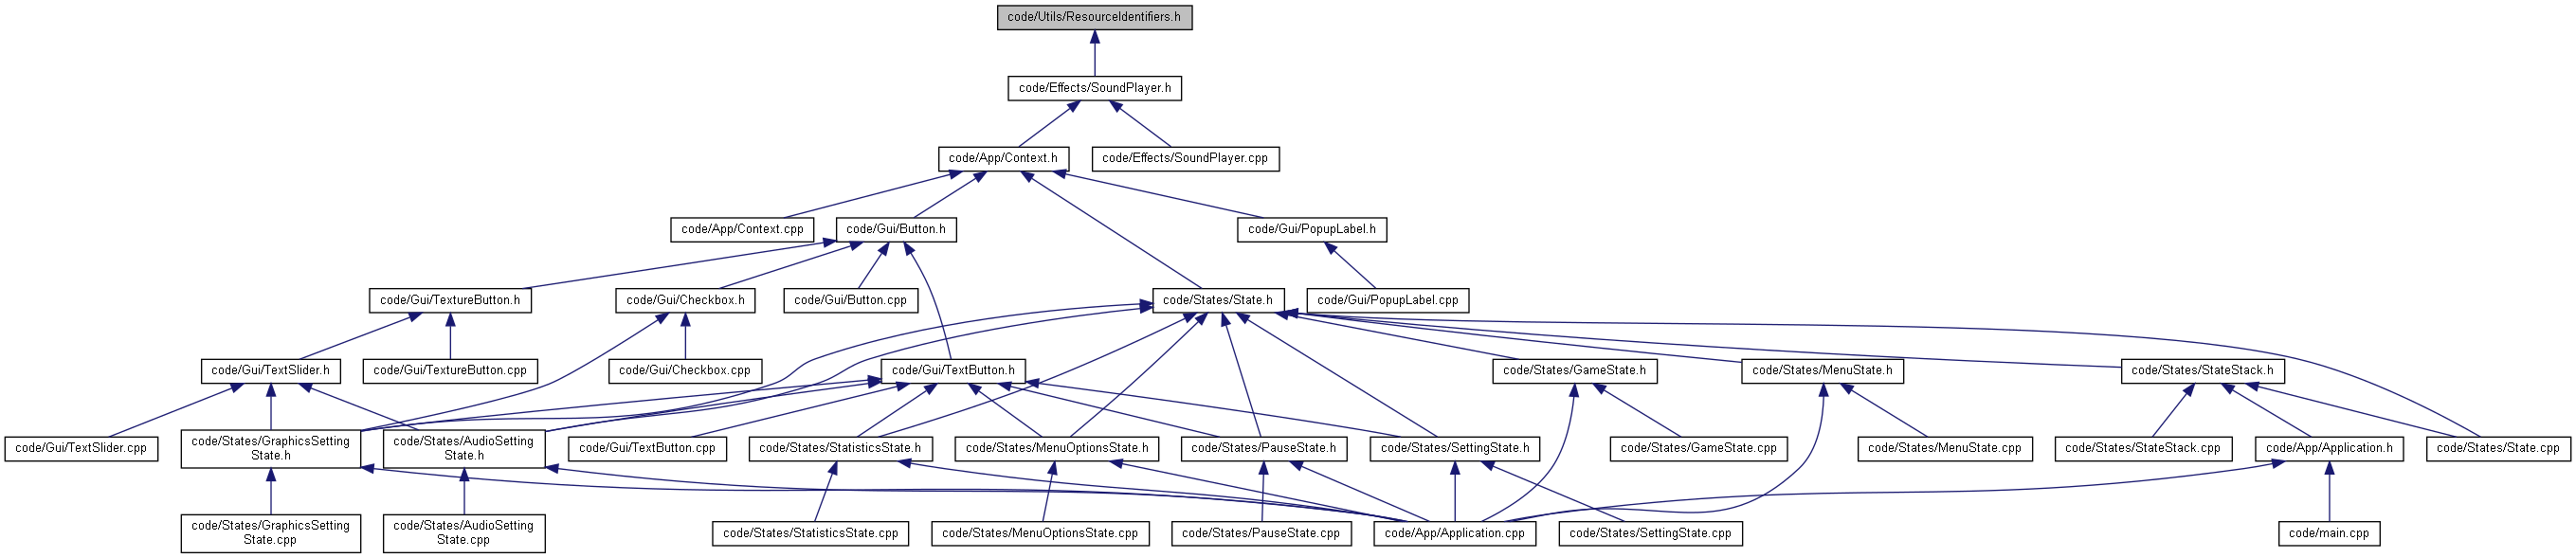 code/Utils/ResourceIdentifiers.h
code/Effects/SoundPlayer.h
code/App/Context.h
code/Effects/SoundPlayer.cpp
code/App/Context.cpp
code/Gui/Button.h
code/Gui/PopupLabel.h
code/Gui/TextureButton.h
code/Gui/Checkbox.h
code/Gui/Button.cpp
code/States/State.h
code/Gui/PopupLabel.cpp
code/Gui/TextSlider.h
code/Gui/TextureButton.cpp
code/Gui/Checkbox.cpp
code/Gui/TextButton.h
code/States/GameState.h
code/States/MenuState.h
code/States/StateStack.h
code/Gui/TextSlider.cpp
code/States/GraphicsSetting
State.h
code/States/AudioSetting
State.h
code/Gui/TextButton.cpp
code/States/StatisticsState.h
code/States/MenuOptionsState.h
code/States/PauseState.h
code/States/SettingState.h
code/States/GameState.cpp
code/States/MenuState.cpp
code/States/StateStack.cpp
code/App/Application.h
code/States/State.cpp
code/States/GraphicsSetting
State.cpp
code/States/AudioSetting
State.cpp
code/States/StatisticsState.cpp
code/States/MenuOptionsState.cpp
code/States/PauseState.cpp
code/App/Application.cpp
code/States/SettingState.cpp
code/main.cpp